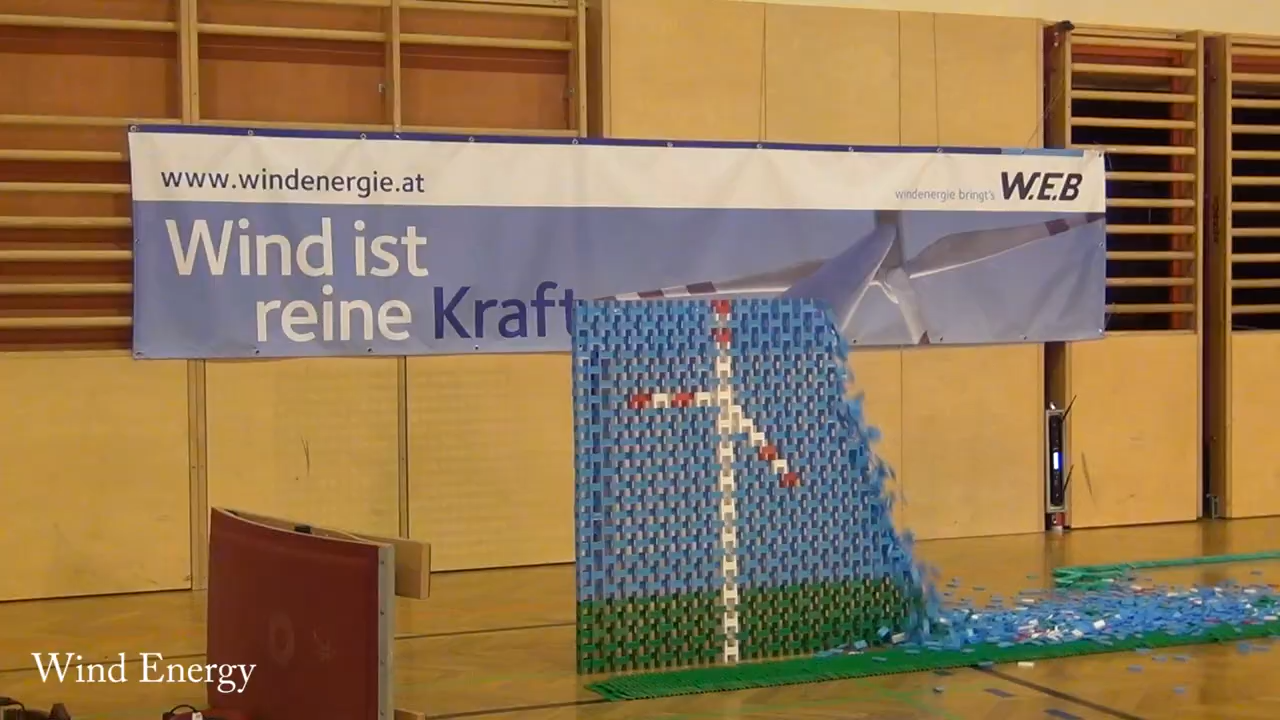 www.windenergie.at
windenergie bringt's W.E.B
Wind ist
reine Kraft
Wind Energy